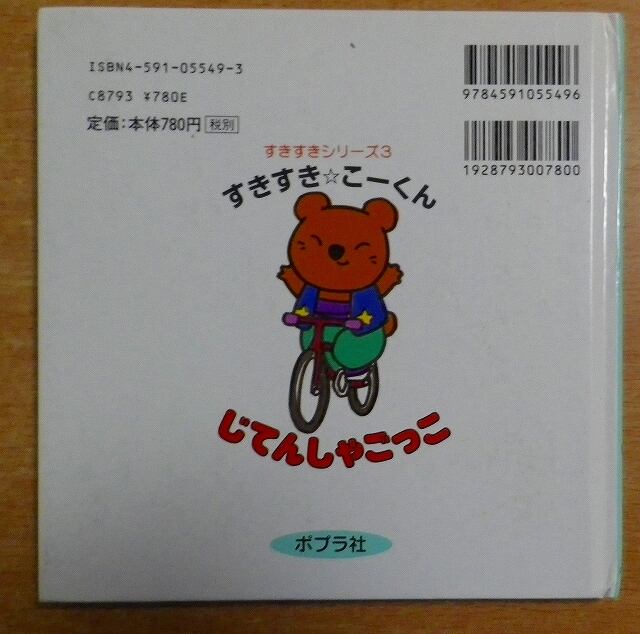 ISBN4-591-05549-3
C8793 ¥780E
定価:本体780円 税別
9784591055496
1928793007800
すきすきシリーズ3
すきすき☆こーくん
じてんしゃごっこ
ポプラ社